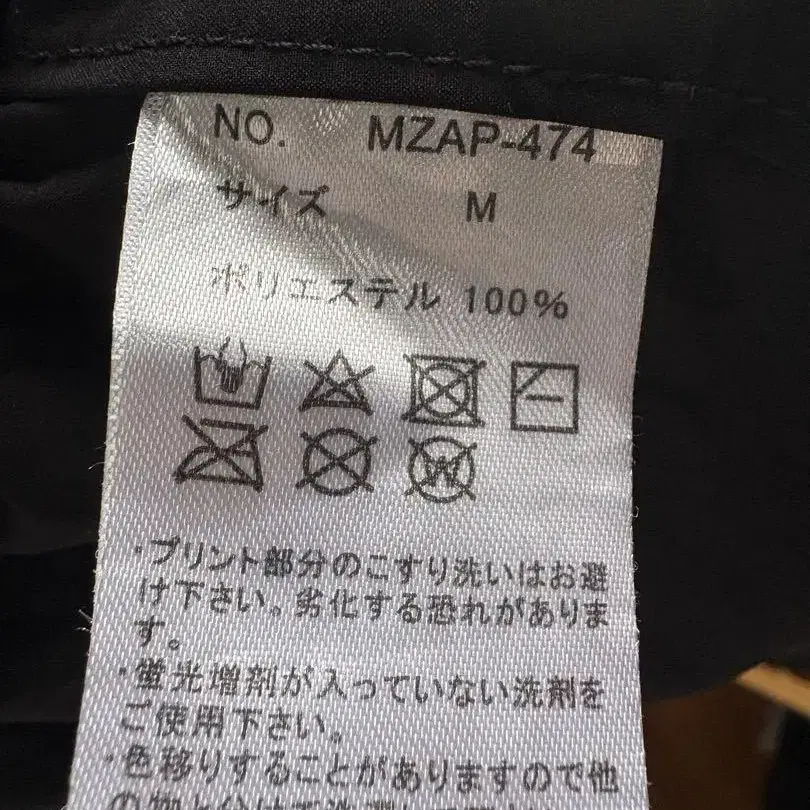 NO. MZAP-474
サイズ M
ポリエステル 100%
W
・プリント部分のこすり洗いはお避
け下さい。劣化する恐れがありま
す。
・蛍光増剤が入っていない洗剤を
ご使用下さい。
・色移りすることがありますので他